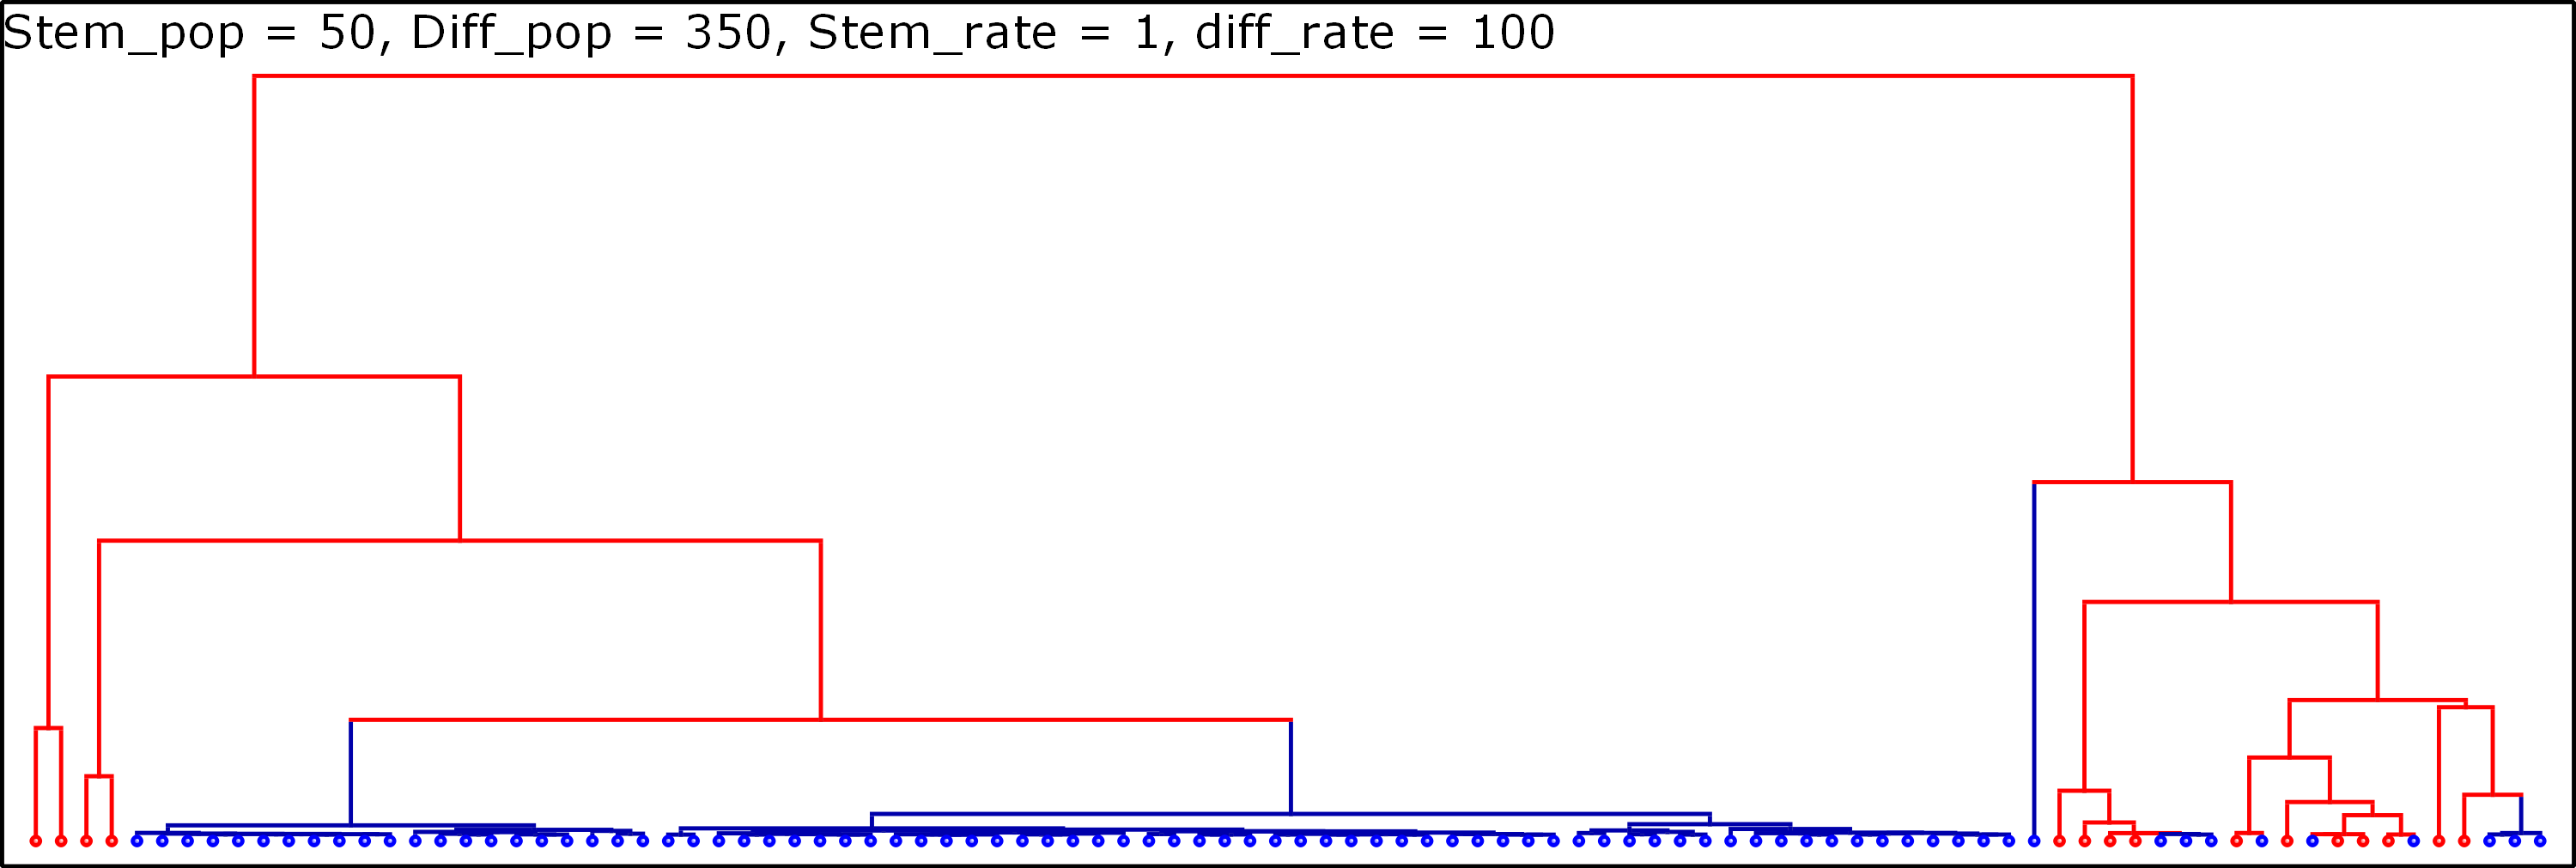 Stem_pop = 50, Diff_pop = 350, Stem_rate = 1, diff_rate = 100